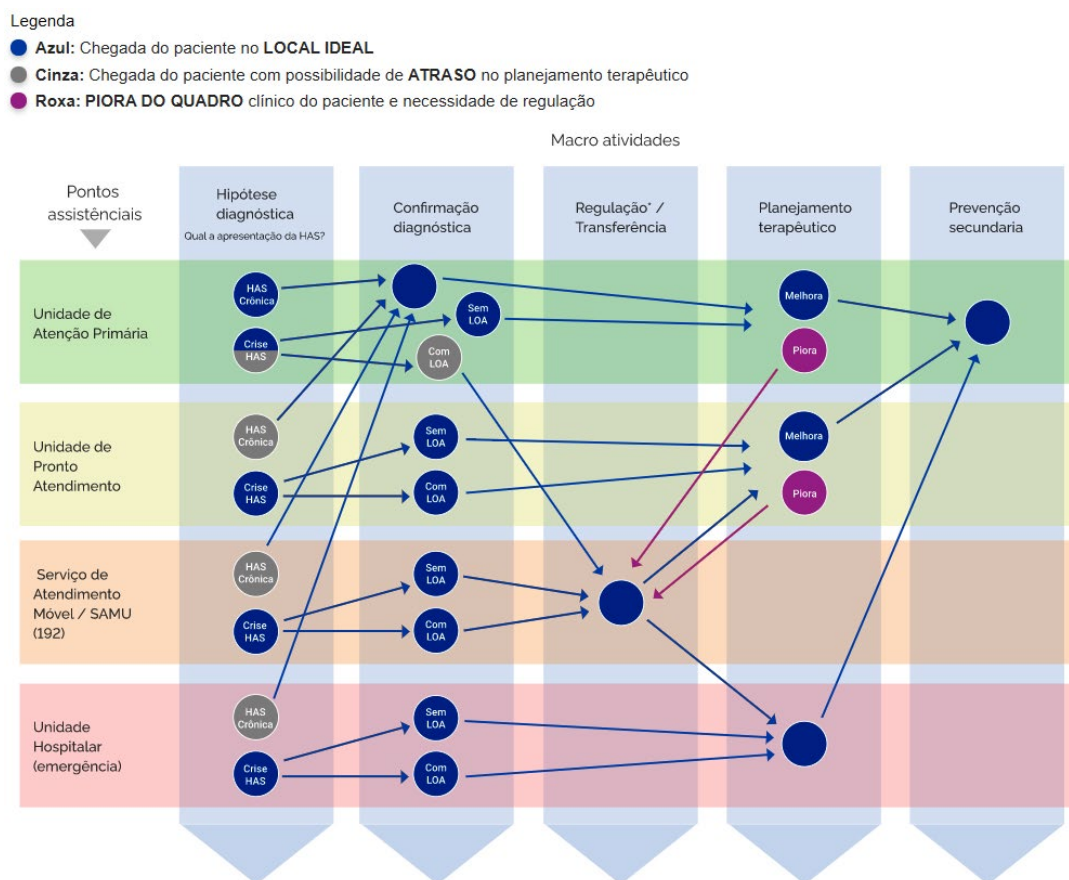 Legenda
Azul: Chegada do paciente no LOCAL IDEAL
Cinza: Chegada do paciente com possibilidade de ATRASO no planejamento terapêutico
Roxa: PIORA DO QUADRO clínico do paciente e necessidade de regulação
Macro atividades
Pontos
assistênciais
Hipótese
diagnóstica
Qual a apresentação da HAS?
Confirmação
diagnóstica
Regulação* /
Transferência
Planejamento
terapêutico
Prevenção
secundaria
Unidade de
Atenção Primária
HAS
Crônica
Crise
HAS
Sem
LOA
Com
LOA
Melhora
Piora
Unidade de
Pronto
Atendimento
HAS
Crônica
Crise
HAS
Sem
LOA
Com
LOA
Melhora
Piora
Serviço de
Atendimento
Móvel / SAMU
(192)
HAS
Crônica
Crise
HAS
Sem
LOA
Com
LOA
Unidade
Hospitalar
(emergência)
HAS
Crônica
Crise
HAS
Sem
LOA
Com
LOA